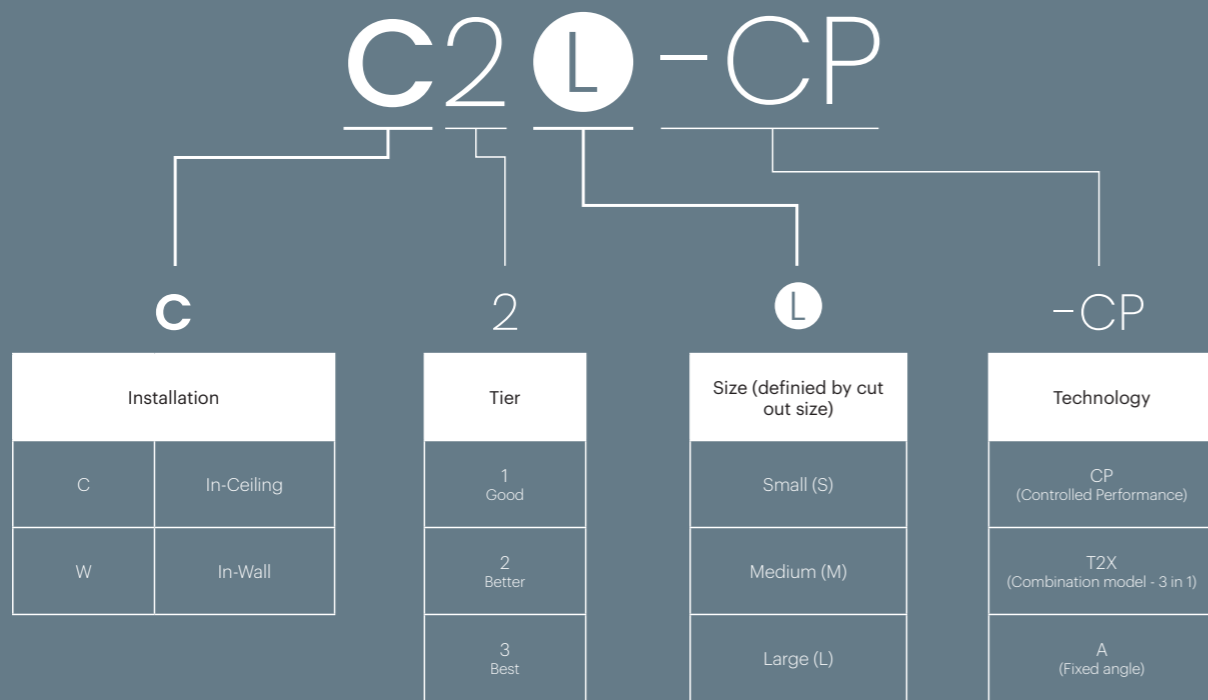 C2L-CP
C
2
L
-CP
Installation
C
In-Ceiling
W
In-Wall
Tier
1
Good
2
Better
3
Best
Size (definied by cut
out size)
Small (S)
Medium (M)
Large (L)
Technology
CP
(Controlled Performance)
T2X
(Combination model - 3 in 1)
A
(Fixed angle)